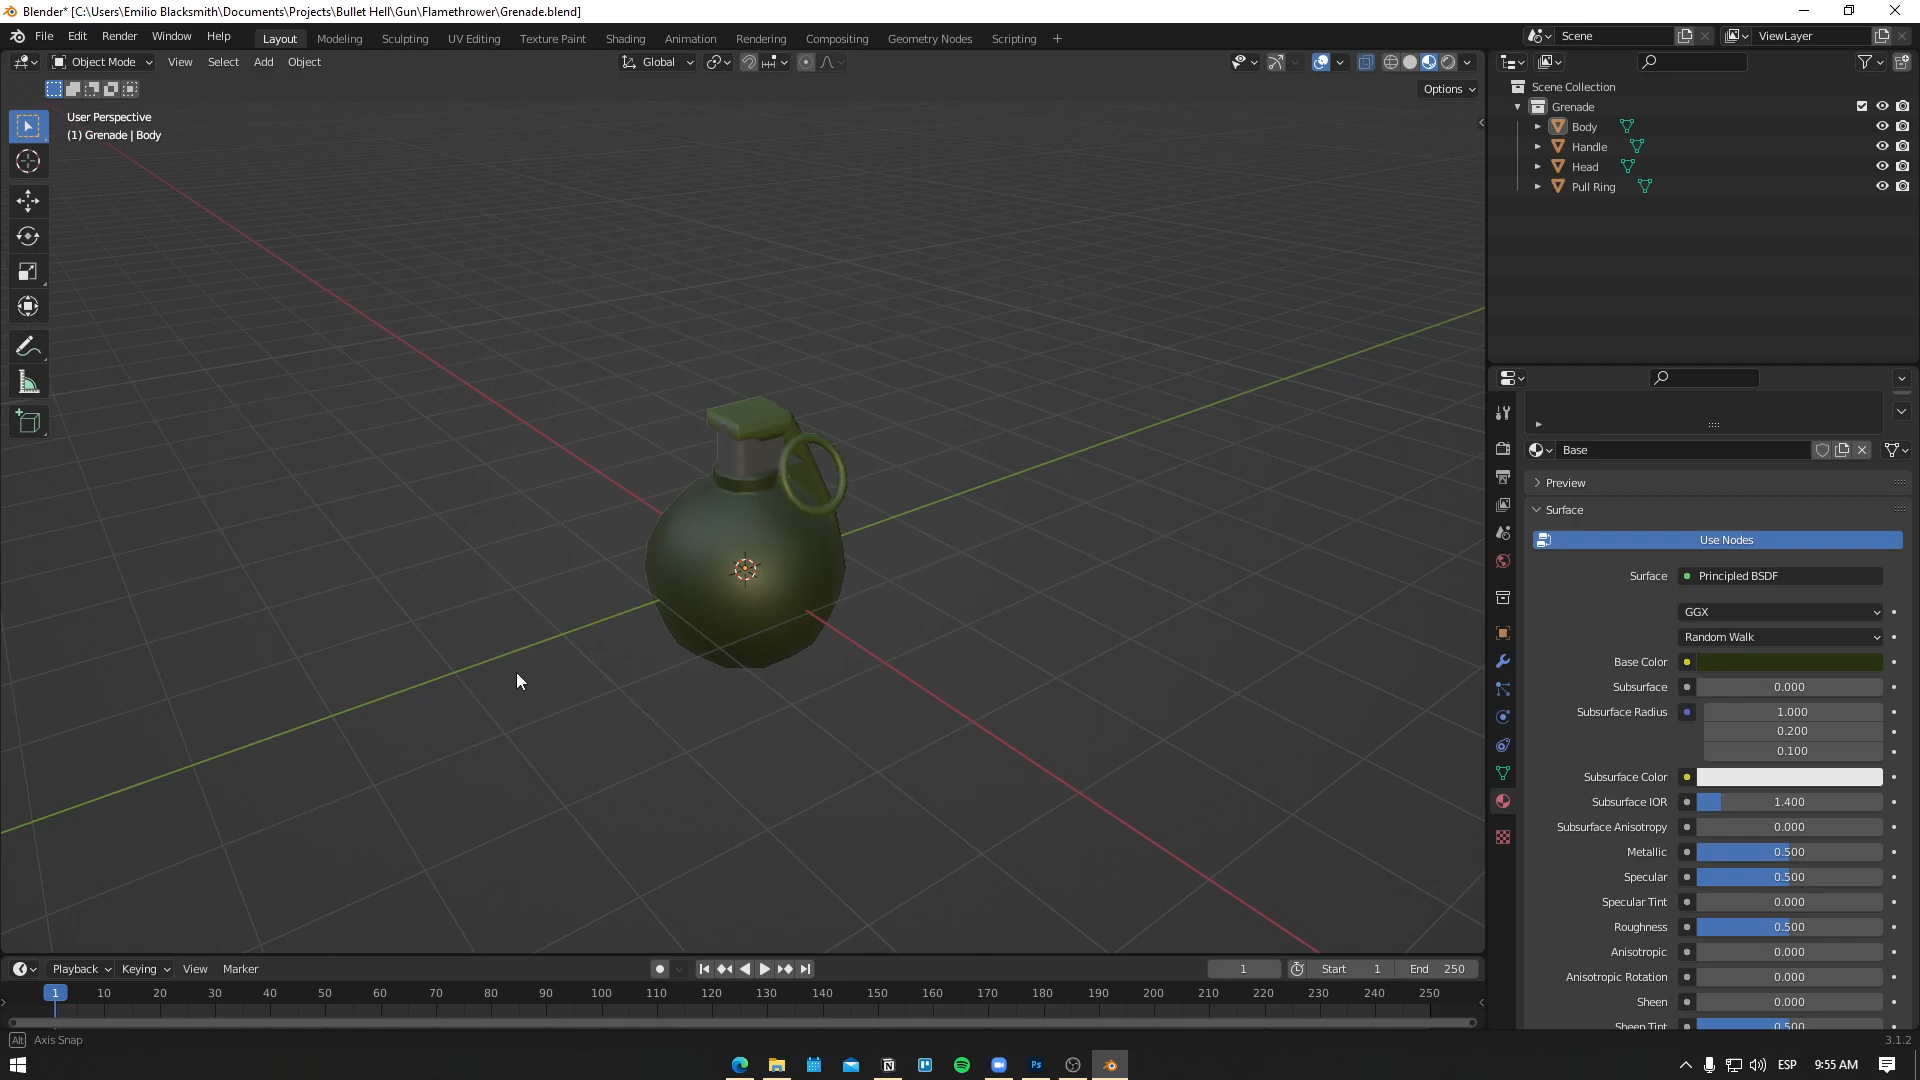 Blender* [C:\Users\Emilio Blacksmith\Documents\Projects\Bullet Hell\Gun\Flamethrower\Grenade.blend]
File Edit Render Window Help Layout Modeling Sculpting UV Editing Texture Paint Shading Animation Rendering Compositing Geometry Nodes Scripting + Scene ViewLayer
Object Mode View Select Add Object Global
Options
User Perspective
(1) Grenade | Body
Scene Collection
Grenade
Body
Handle
Head
Pull Ring
Base
Preview
Surface
Use Nodes
Surface Principled BSDF
GGX
Random Walk
Base Color
Subsurface 0.000
Subsurface Radius 1.000
0.200
0.100
Subsurface Color
Subsurface IOR 1.400
Subsurface Anisotropy 0.000
Metallic 0.500
Specular 0.500
Specular Tint 0.000
Roughness 0.500
Anisotropic 0.000
Anisotropic Rotation 0.000
Sheen 0.000
Sheen Tint 0.500
Playback Keying View Marker 1 Start 1 End 250
1 10 20 30 40 50 60 70 80 90 100 110 120 130 140 150 160 170 180 190 200 210 220 230 240 250
Alt Axis Snap 3.1.2
Ps ESP 9:55 AM